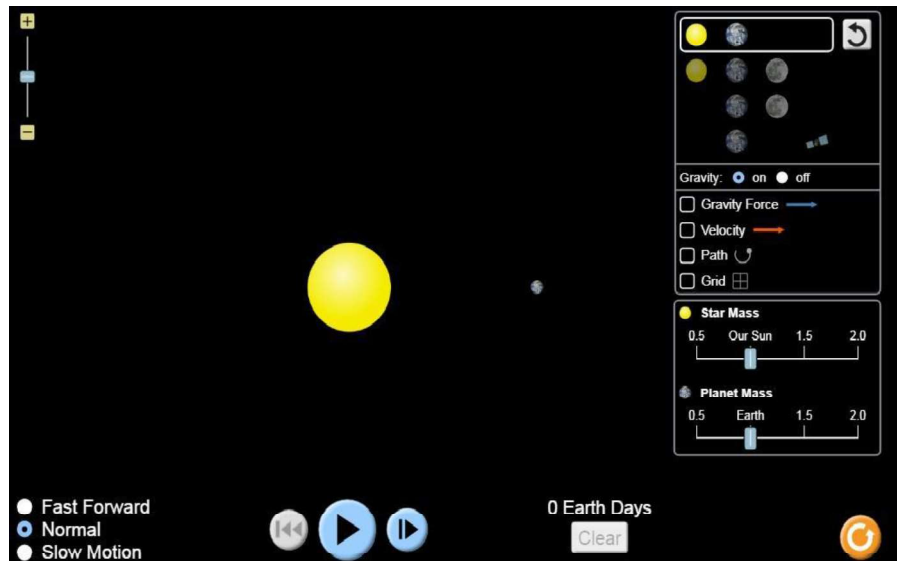 Gravity: on off
Gravity Force
Velocity
Path
Grid
Star Mass
0.5 Our Sun 1.5 2.0
Planet Mass
0.5 Earth 1.5 2.0
Fast Forward
Normal
Slow Motion
0 Earth Days
Clear